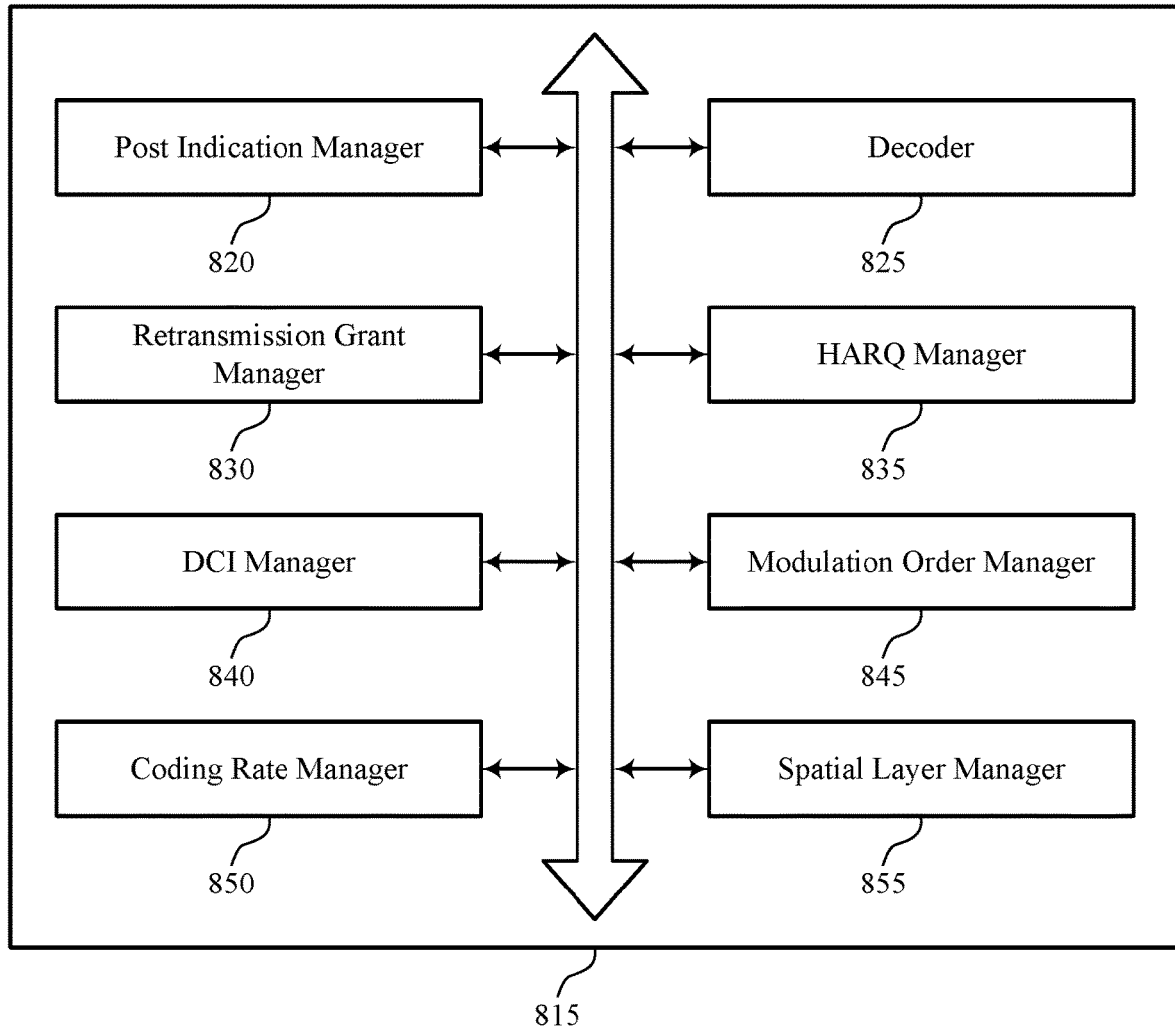 Post Indication Manager
Decoder
820
825
Retransmission Grant
Manager
HARQ Manager
830
835
DCI Manager
Modulation Order Manager
840
845
Coding Rate Manager
Spatial Layer Manager
850
855
815